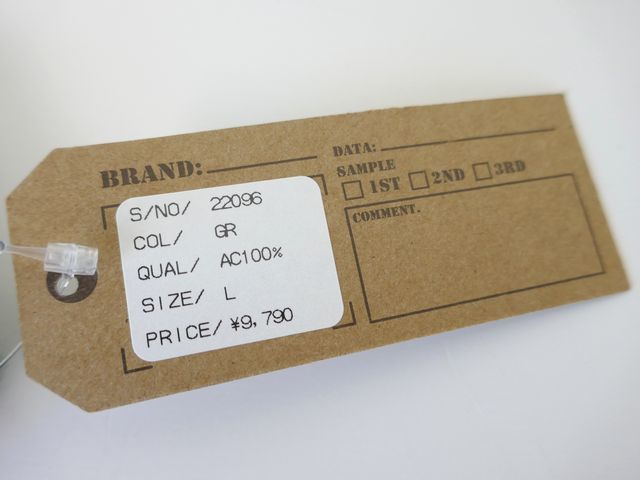 BRAND:
DATA:
SAMPLE
1ST 2ND 3RD
COMMENT.
S/NO/ 22096
COL/ GR
QUAL/ AC100%
SIZE/ L
PRICE/ ¥9,790